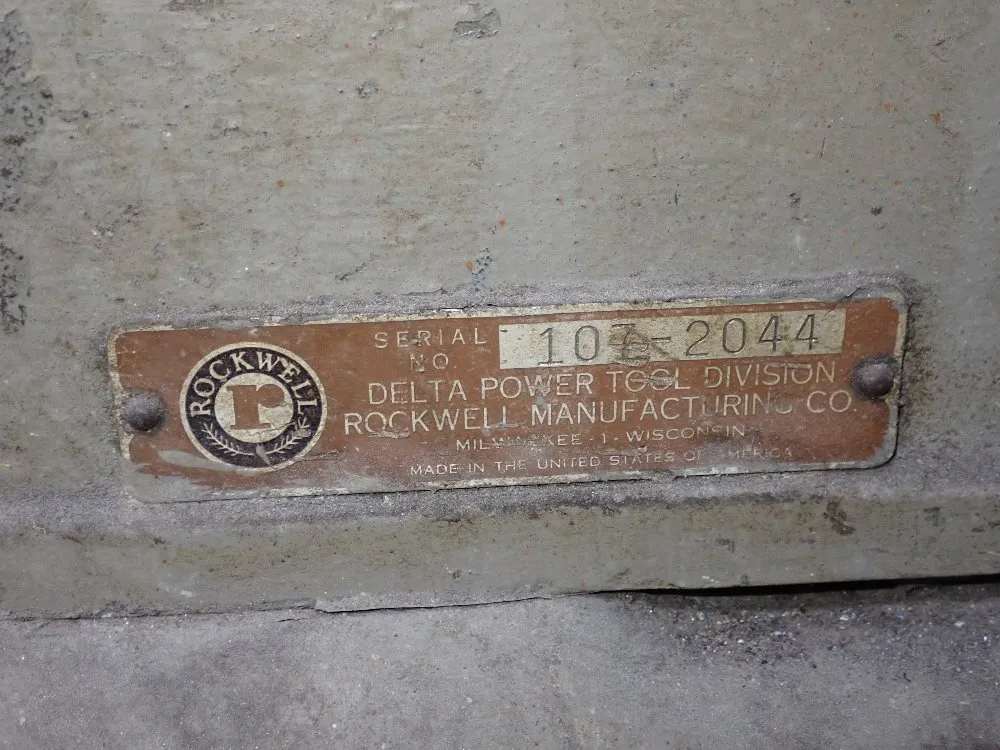 ROCKWELL
r
SERIAL NO. 107-2044
DELTA POWER TOOL DIVISION
ROCKWELL MANUFACTURING CO
MILWAUKEE - 1 - WISCONSIN
MADE IN THE UNITED STATES OF AMERICA